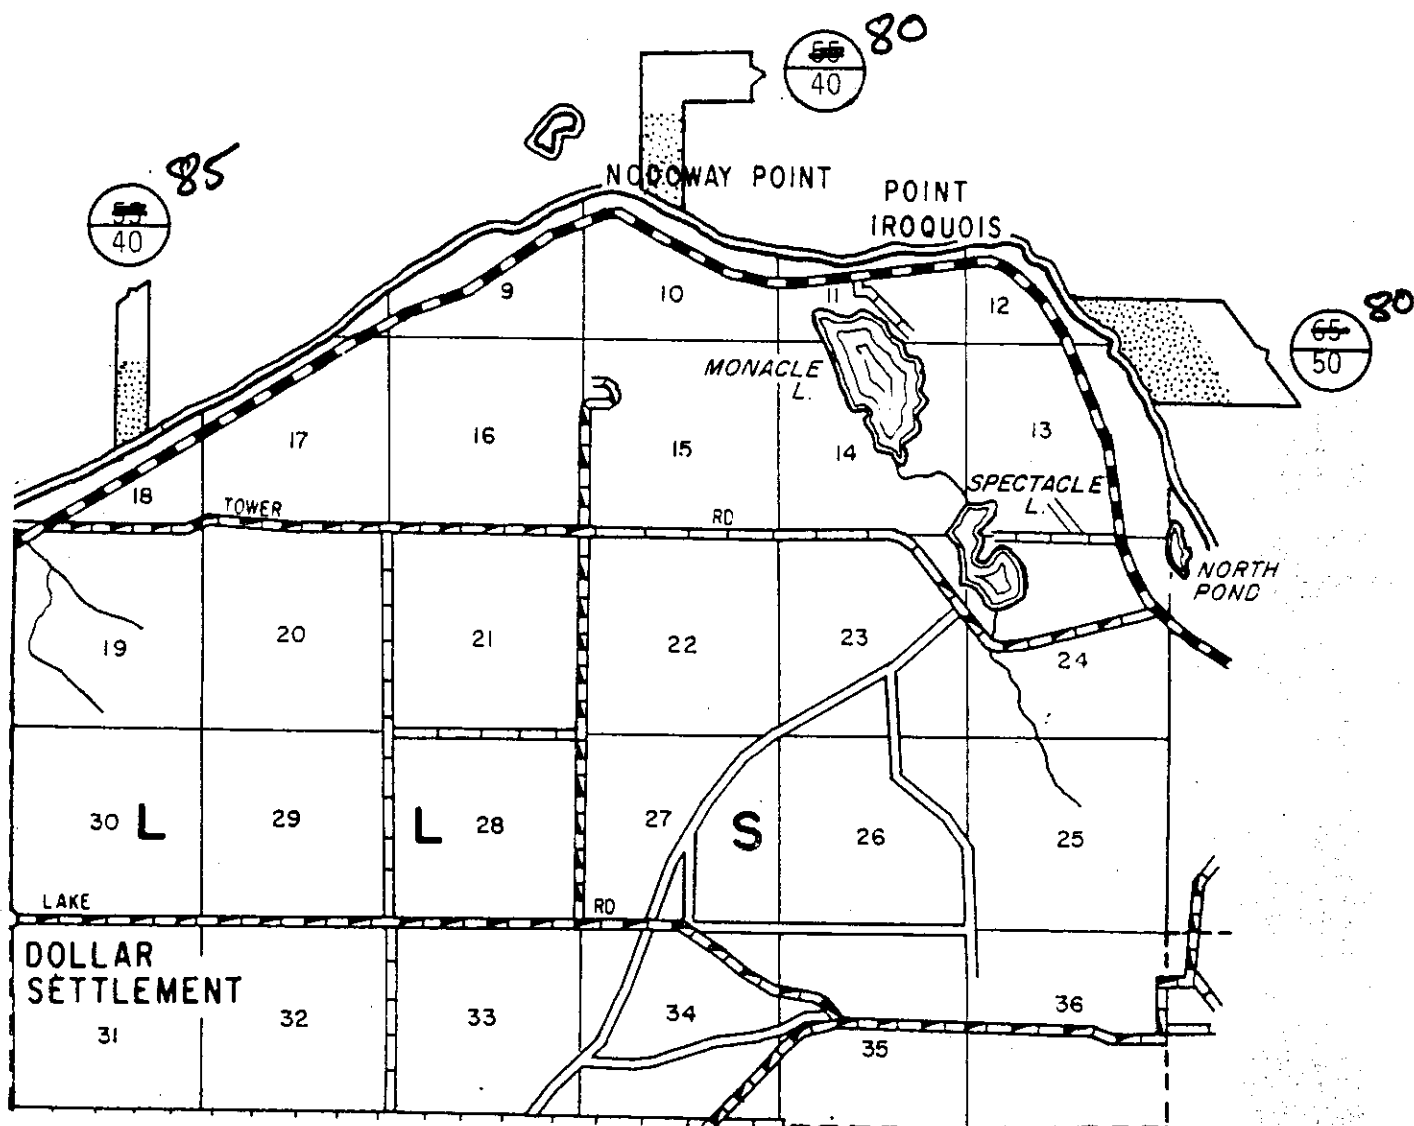 80
55
40
85
55
40
NODOWAY POINT
POINT
IROQUOIS
80
65
50
9
10
11
12
MONACLE
L.
17
16
15
14
13
18
TOWER
RD
SPECTACLE
L.
NORTH
POND
19
20
21
22
23
24
30
L
29
L
28
27
S
26
25
LAKE
RD
DOLLAR
SETTLEMENT
31
32
33
34
35
36